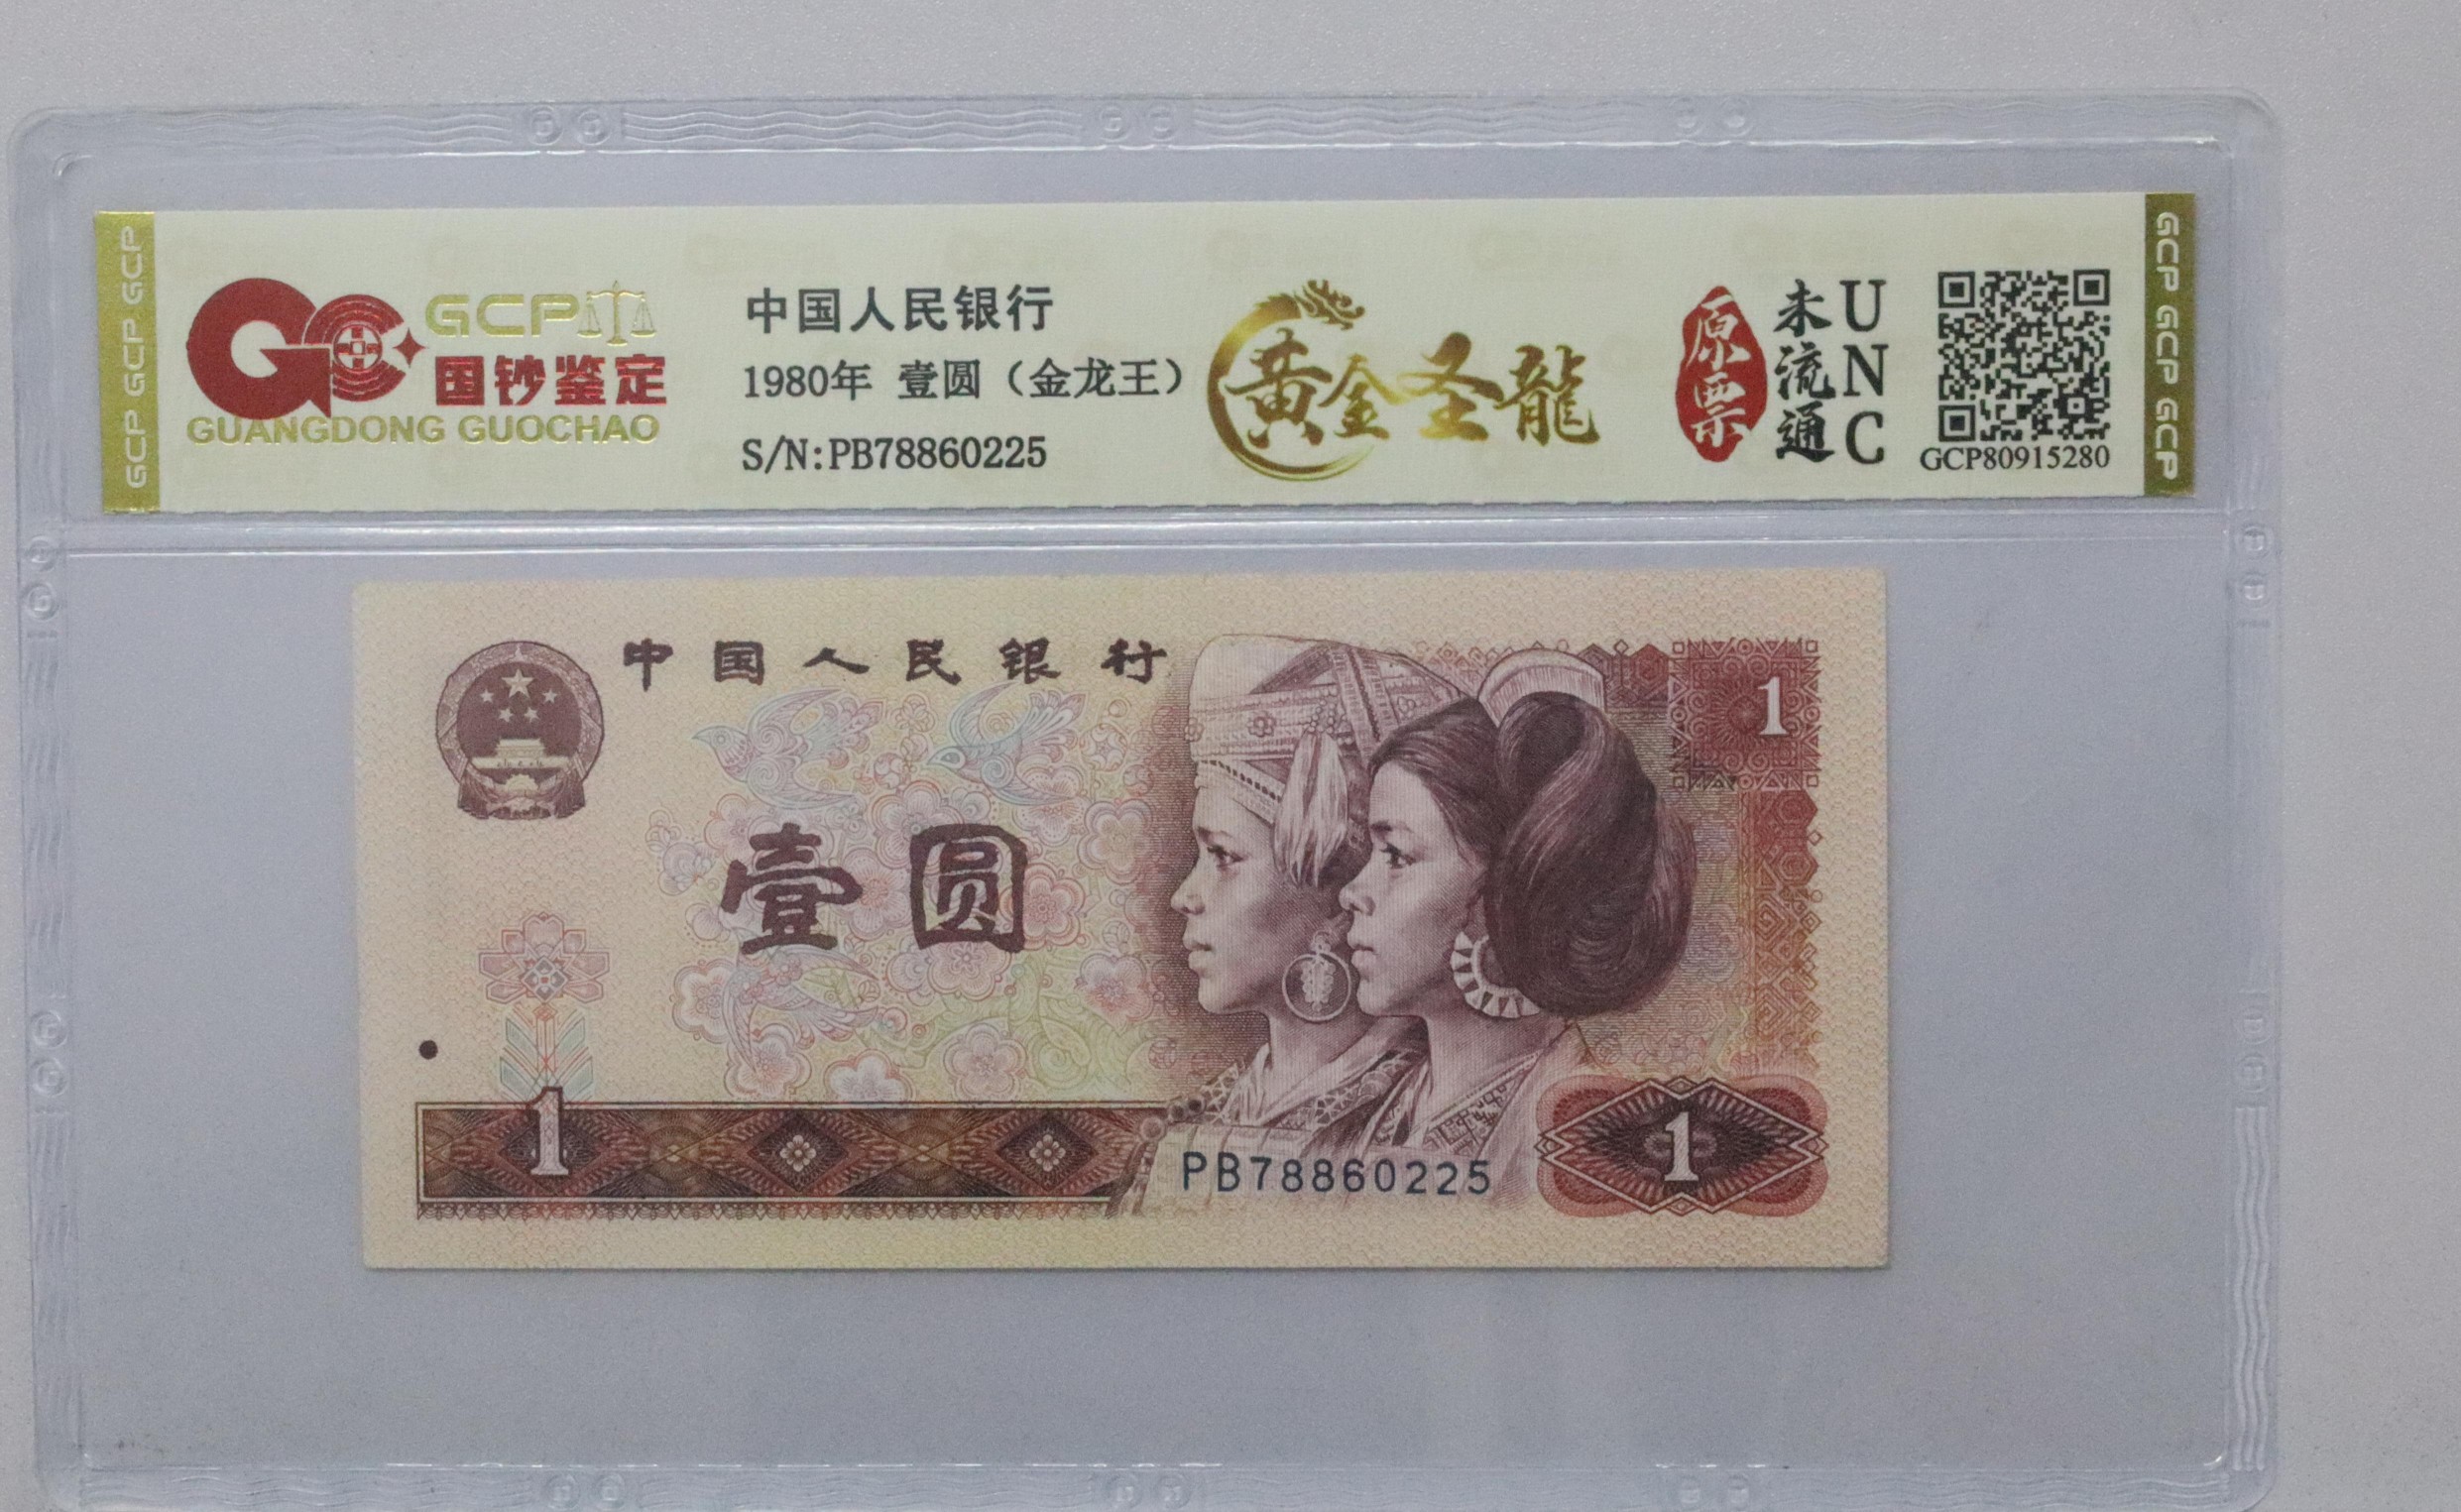 GCP GCP GCP
GCP
国钞鉴定
GUANGDONG GUOCHAO
中国人民银行
1980年 壹圆（金龙王）
S/N:PB78860225
黄金圣龍
原票
未流通
UNC
GCP80915280
GCP GCP GCP
中国人民银行
1
壹圆
1
PB78860225
1